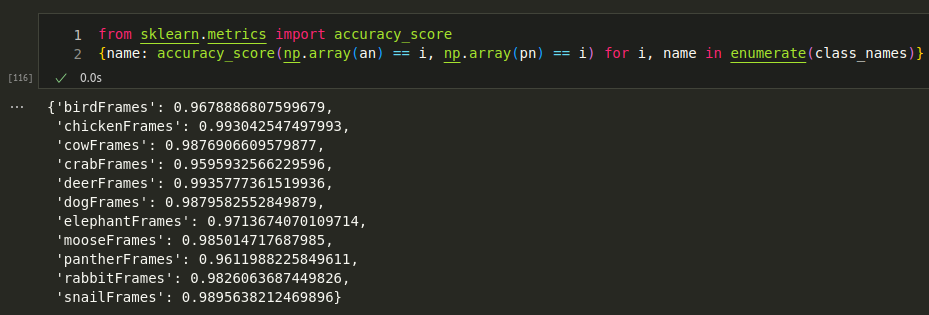 1 from sklearn.metrics import accuracy_score
2 {name: accuracy_score(np.array(an) == i, np.array(pn) == i) for i, name in enumerate(class_names)}
[116] ✓ 0.0s
... {'birdFrames': 0.9678886807599679,
'chickenFrames': 0.993042547497993,
'cowFrames': 0.9876906609579877,
'crabFrames': 0.9595932566229596,
'deerFrames': 0.9935777361519936,
'dogFrames': 0.9879582552849879,
'elephantFrames': 0.9713674070109714,
'mooseFrames': 0.985014717687985,
'pantherFrames': 0.9611988225849611,
'rabbitFrames': 0.9826063687449826,
'snailFrames': 0.9895638212469896}